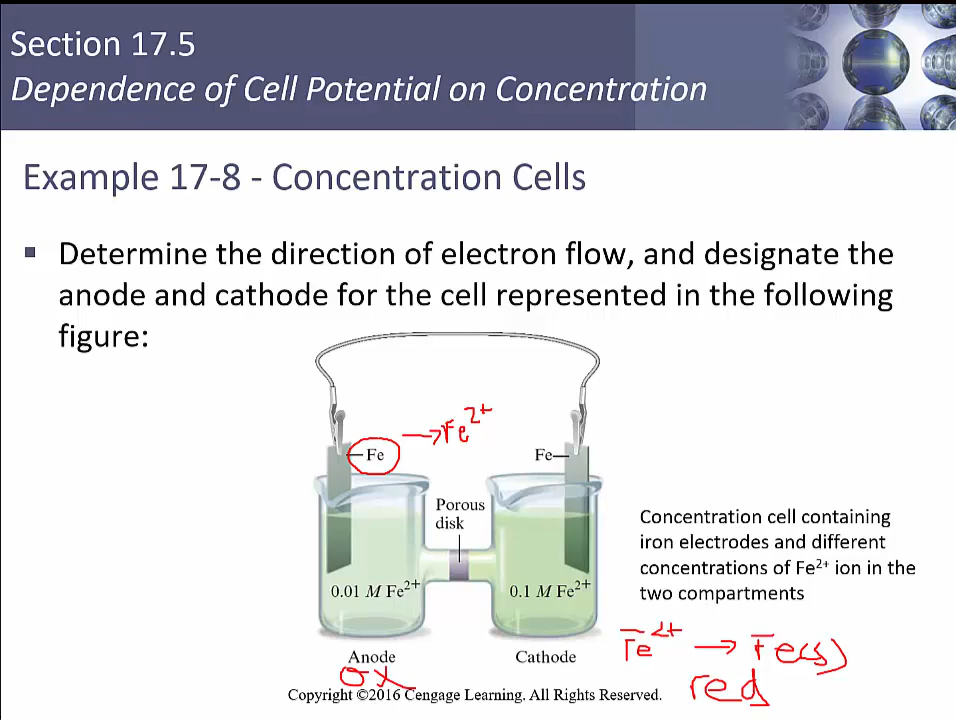 Section 17.5
Dependence of Cell Potential on Concentration
Example 17-8 - Concentration Cells
▪ Determine the direction of electron flow, and designate the
anode and cathode for the cell represented in the following
figure:
→ Fe²⁺
Fe
Fe
Porous
disk
Concentration cell containing
iron electrodes and different
concentrations of Fe²⁺ ion in the
two compartments
0.01 M Fe²⁺
0.1 M Fe²⁺
Fe²⁺ → Fe(s)
Anode
Cathode
ox
red
Copyright ©2016 Cengage Learning. All Rights Reserved.